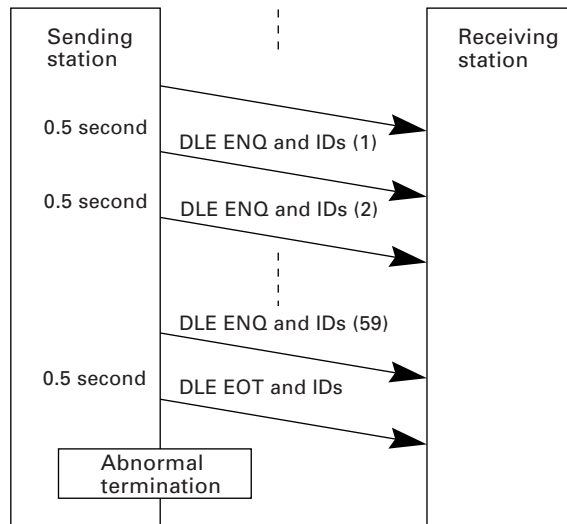 Sending
station
Receiving
station
0.5 second
DLE ENQ and IDs (1)
0.5 second
DLE ENQ and IDs (2)
DLE ENQ and IDs (59)
0.5 second
DLE EOT and IDs
Abnormal
termination